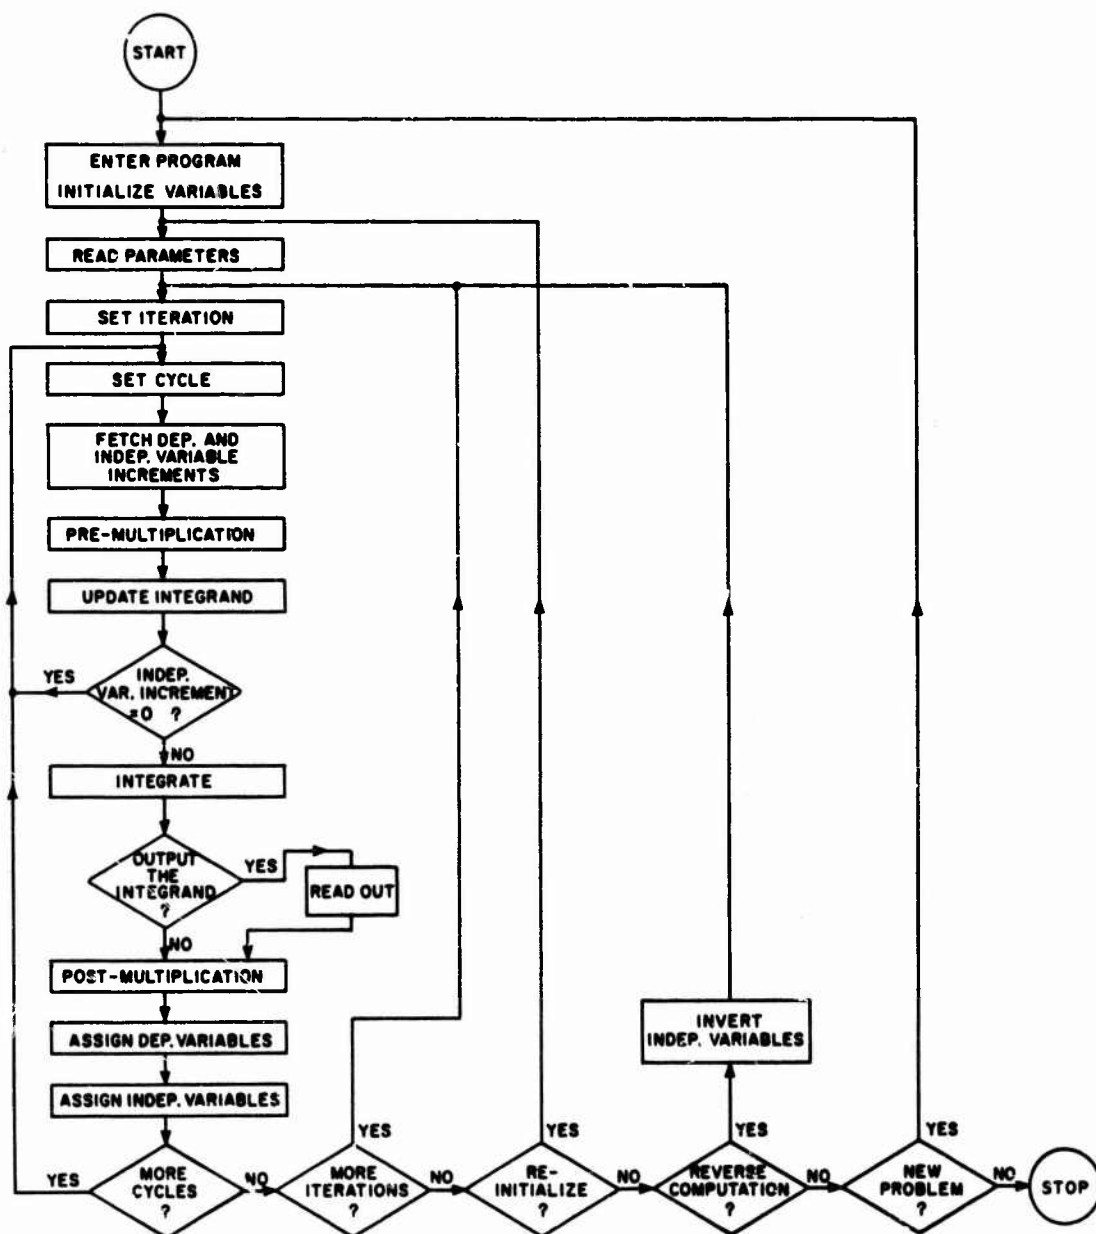 START
ENTER PROGRAM
INITIALIZE VARIABLES
READ PARAMETERS
SET ITERATION
SET CYCLE
FETCH DEP. AND
INDEP. VARIABLE
INCREMENTS
PRE-MULTIPLICATION
UPDATE INTEGRAND
YES
INDEP.
VAR. INCREMENT
=0 ?
NO
INTEGRATE
OUTPUT
THE
INTEGRAND
?
YES
READ OUT
NO
POST-MULTIPLICATION
ASSIGN DEP. VARIABLES
ASSIGN INDEP. VARIABLES
INVERT
INDEP. VARIABLES
YES
MORE
CYCLES
?
NO
YES
MORE
ITERATIONS
?
NO
YES
RE-
INITIALIZE
?
NO
YES
REVERSE
COMPUTATION
?
NO
YES
NEW
PROBLEM
?
NO
STOP